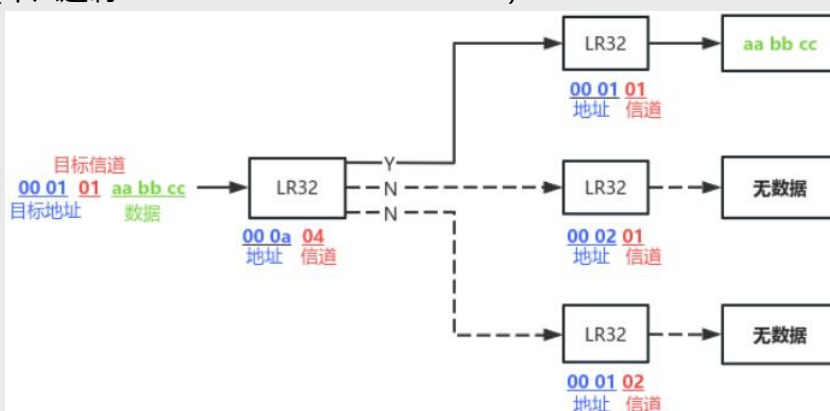 LR32
aa bb cc
00 01 01
地址 信道
目标信道
00 01 01 aa bb cc
目标地址 数据
LR32
00 0a 04
地址 信道
Y
N
N
LR32
无数据
00 02 01
地址 信道
LR32
无数据
00 01 02
地址 信道